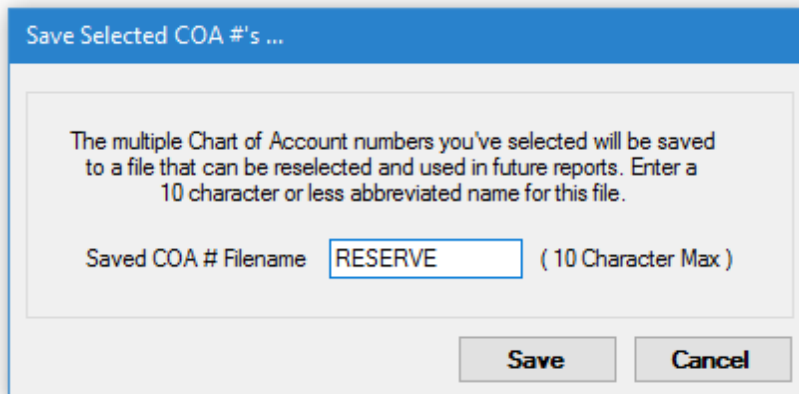 Save Selected COA #'s ...
The multiple Chart of Account numbers you've selected will be saved
to a file that can be reselected and used in future reports. Enter a
10 character or less abbreviated name for this file.
Saved COA # Filename RESERVE ( 10 Character Max )
Save Cancel